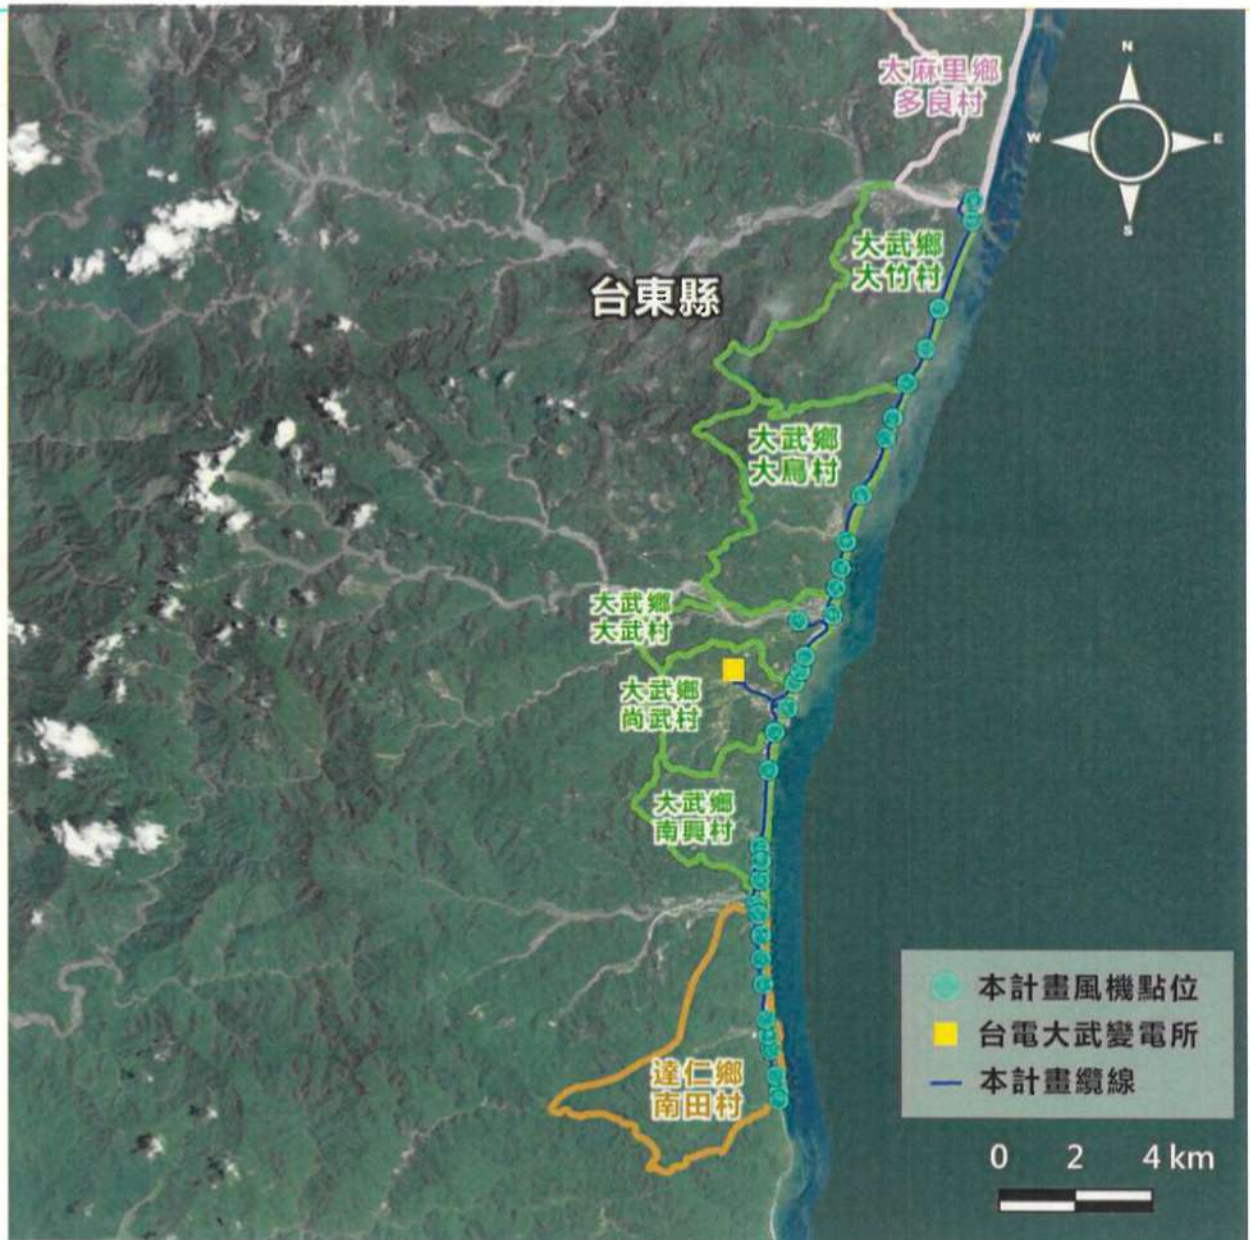 太麻里鄉
多良村
N
W
E
S
大武鄉
大竹村
台東縣
大武鄉
大鳥村
大武鄉
大武村
大武鄉
尚武村
大武鄉
南興村
達仁鄉
南田村
本計畫風機點位
台電大武變電所
本計畫纜線
0 2 4 km